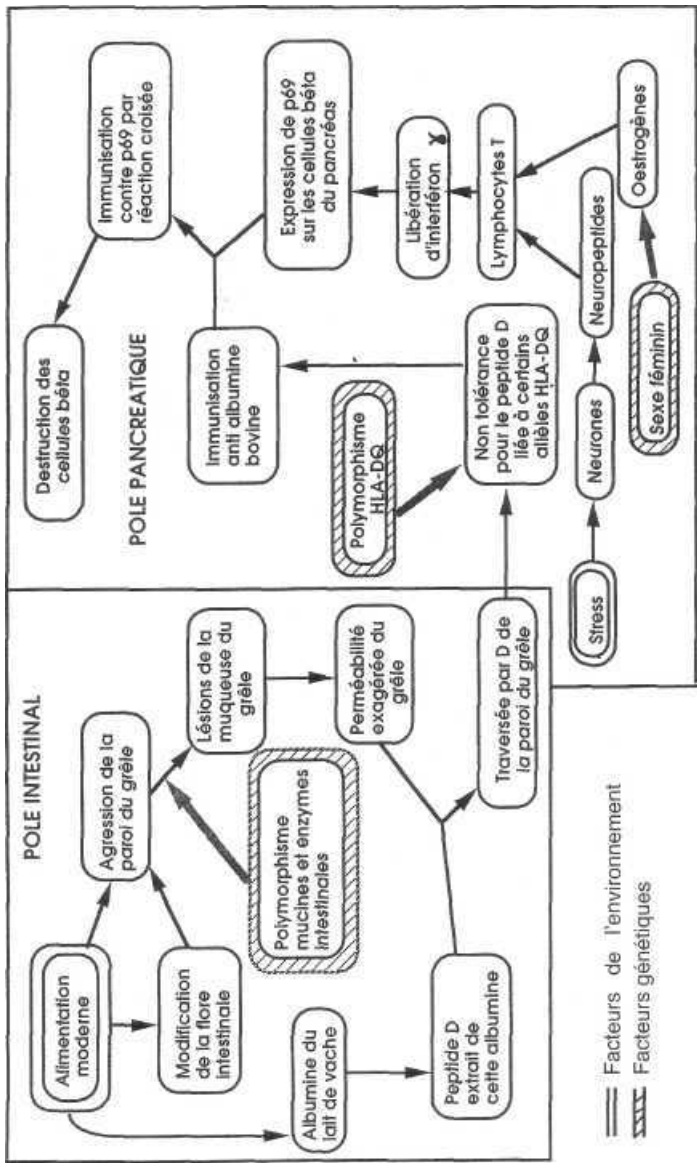 POLE INTESTINAL
Alimentation
moderne
Modification
de la flore
intestinale
Agression de la
paroi du grêle
Lésions de la
muqueuse du
grêle
Polymorphisme
mucines et enzymes
intestinales
Perméabilité
exagérée du
grêle
Albumine du
lait de vache
Peptide D
extrait de
cette albumine
Traversée par D de
la paroi du grêle
POLE PANCREATIQUE
Destruction des
cellules béta
Immunisation
contre p69 par
réaction croisée
Immunisation
anti albumine
bovine
Expression de p69
sur les cellules béta
du pancréas
Polymorphisme
HLA-DQ
Libération
d'interféron ɣ
Non tolérance
pour le peptide D
liée à certains
allèles HLA-DQ
Lymphocytes T
Stress
Neurones
Neuropeptides
Oestrogènes
Sexe féminin
Facteurs de l'environnement
Facteurs génétiques